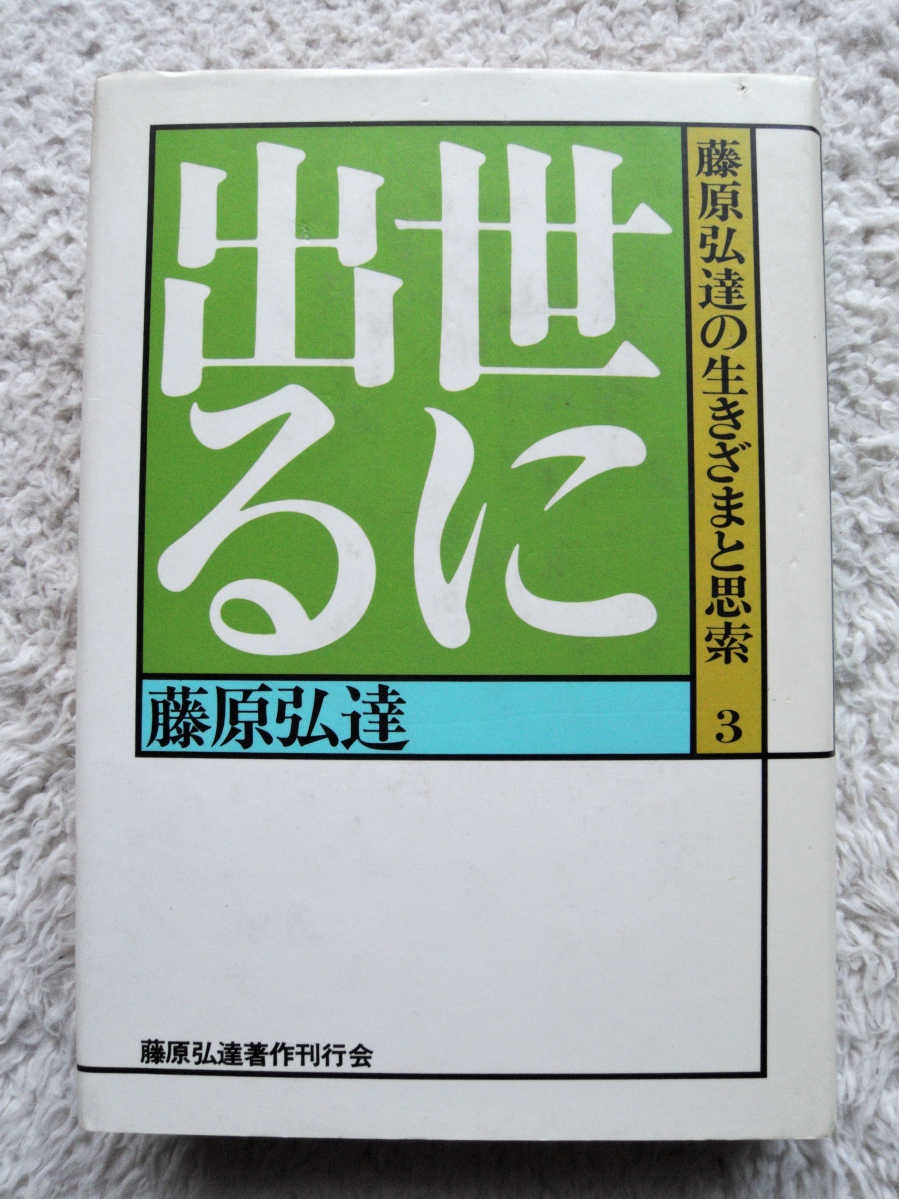 藤原弘達の生きざまと思索 3
世に
出る
藤原弘達
藤原弘達著作刊行会